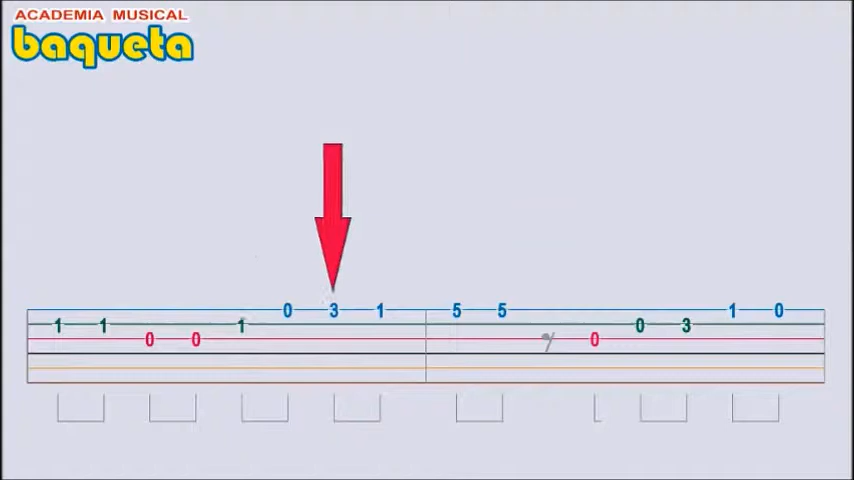 ACADEMIA MUSICAL
baqueta
0 3 1 5 5 1 0
1 1 1 0 3
0 0 0